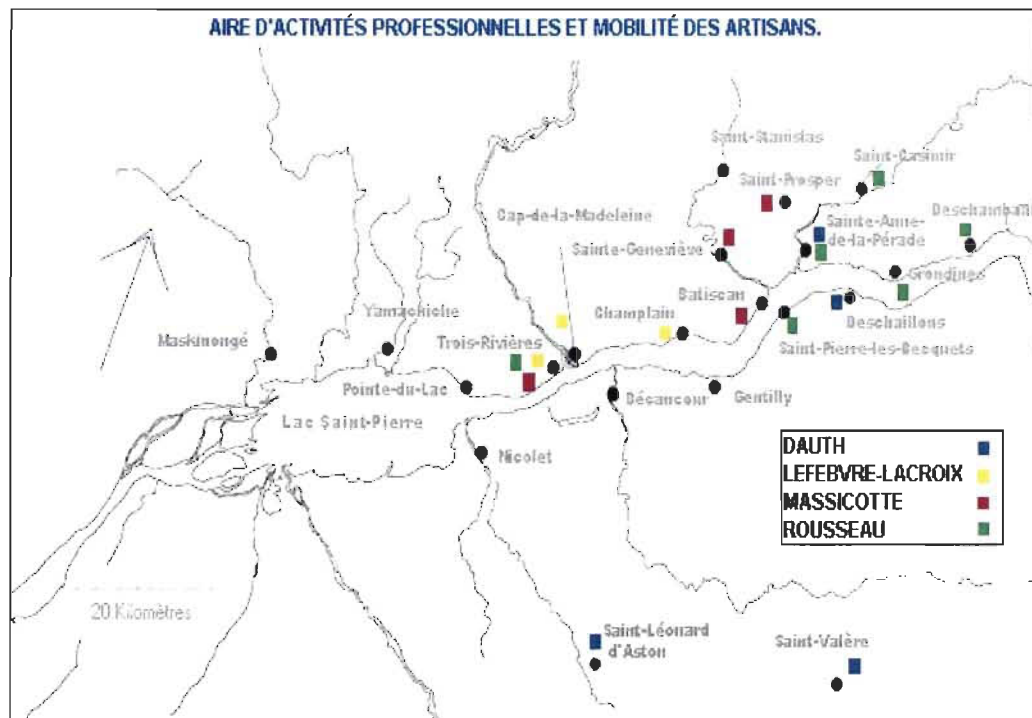 AIRE D'ACTIVITÉS PROFESSIONNELLES ET MOBILITÉ DES ARTISANS.
Saint-Stanislas
Saint-Casimir
Saint-Prosper
Cap-de-la-Madeleine
Sainte-Anne-
de-la-Pérade
Deschambault
Sainte-Geneviève
Grondines
Batiscan
Champlain
Yamachiche
Deschaillons
Maskinongé
Trois-Rivières
Saint-Pierre-les-Becquets
Pointe-du-Lac
Bésancour
Gentilly
Lac Saint-Pierre
Nicolet
DAUTH
LEFEBVRE-LACROIX
MASSICOTTE
ROUSSEAU
20 Kilomètres
Saint-Léonard
d'Aston
Saint-Valère